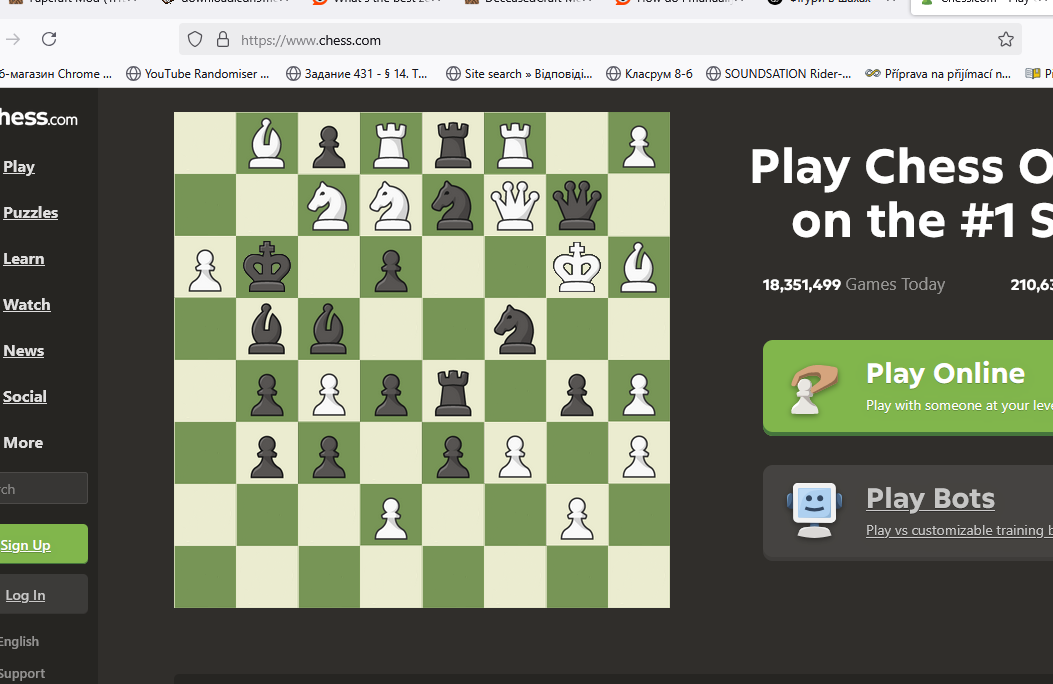 https://www.chess.com
б-магазин Chrome ... YouTube Randomiser ... Задание 431 - § 14. Т... Site search » Відповіді... Класрум 8-б SOUNDSATION Rider-... Příprava na přijímací n...
hess.com
Play
Puzzles
Learn
Watch
News
Social
More
rch
Sign Up
Log In
English
Support
Play Chess O
on the #1 S
18,351,499 Games Today 210,63
Play Online
Play with someone at your leve
Play Bots
Play vs customizable training b